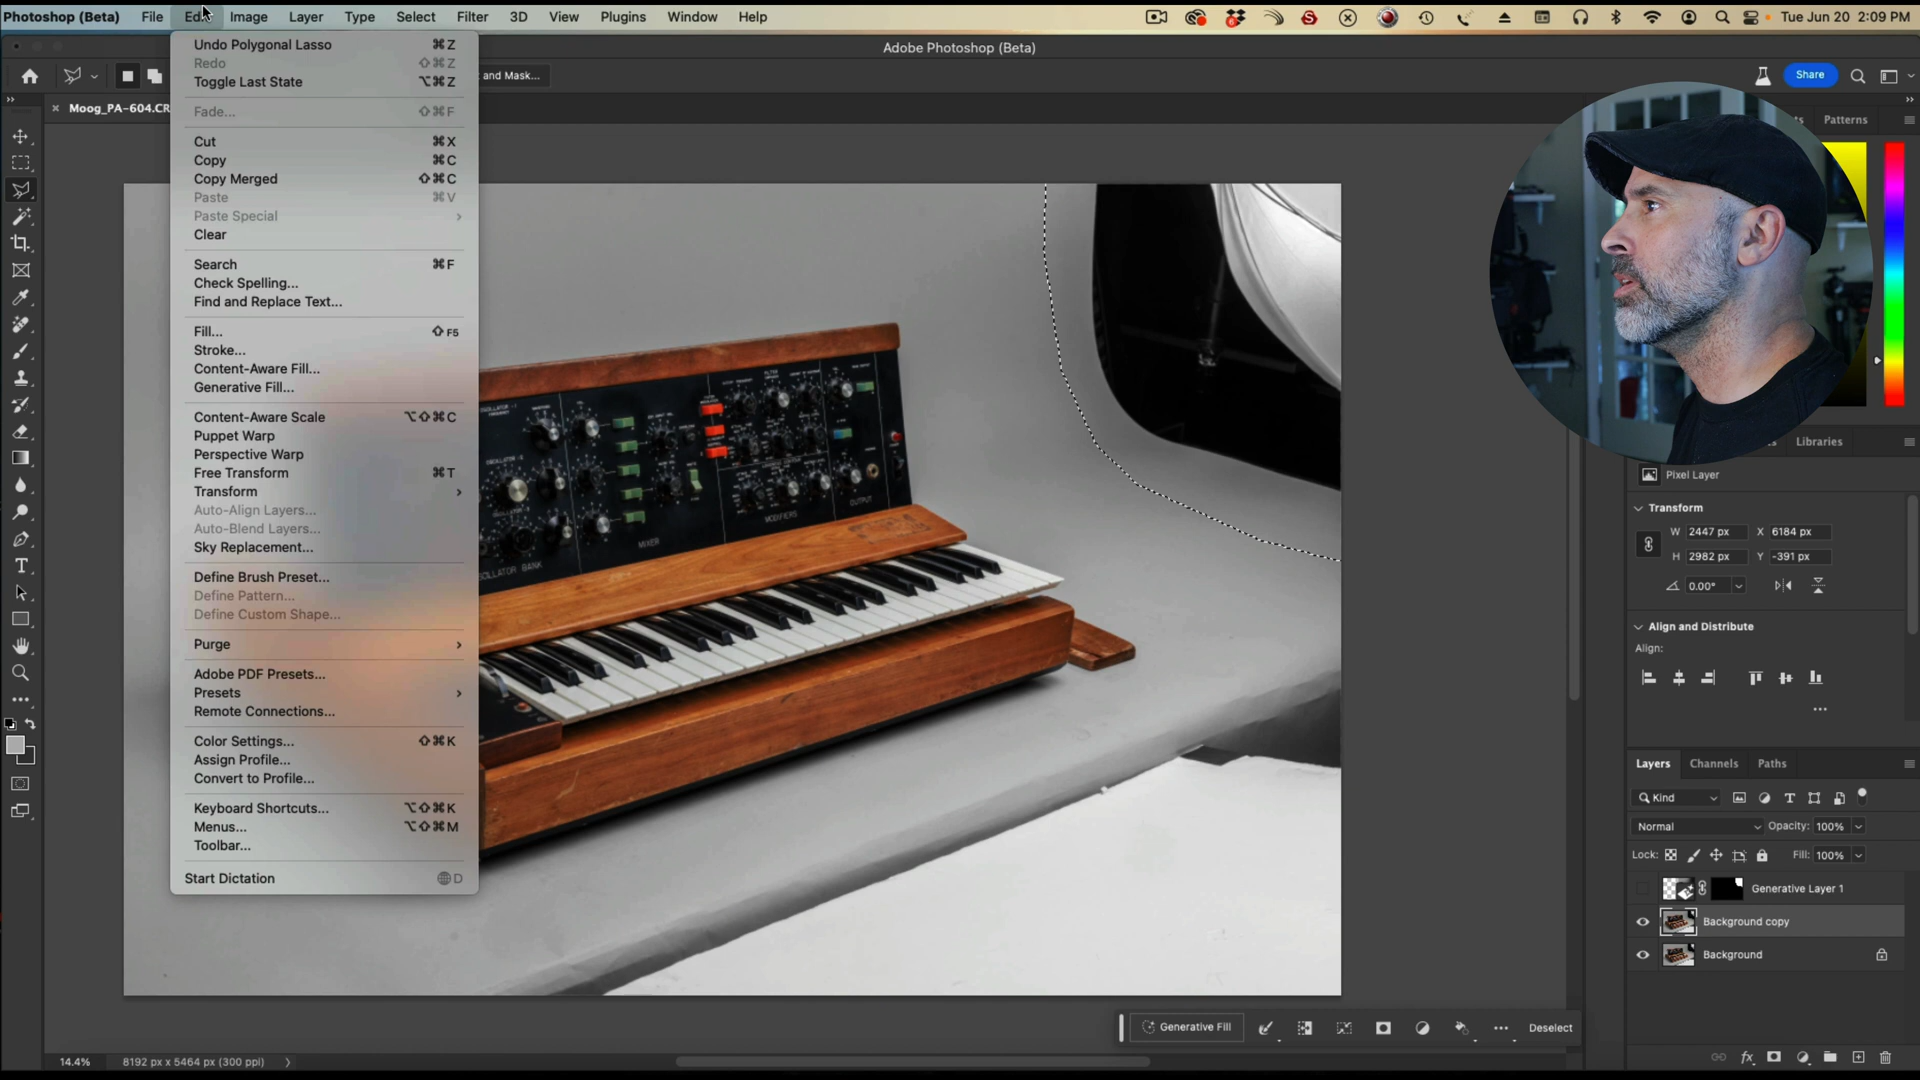 Photoshop (Beta) File Edit Image Layer Type Select Filter 3D View Plugins Window Help Tue Jun 20 2:09 PM
Adobe Photoshop (Beta)
and Mask... Share
× Moog_PA-604.CR Patterns
Undo Polygonal Lasso ⌘Z
Redo ⇧⌘Z
Toggle Last State ⌥⌘Z
Fade... ⇧⌘F
Cut ⌘X
Copy ⌘C
Copy Merged ⇧⌘C
Paste ⌘V
Paste Special
Clear
Search ⌘F
Check Spelling...
Find and Replace Text...
Fill... ⇧F5
Stroke...
Content-Aware Fill...
Generative Fill...
Content-Aware Scale ⌥⇧⌘C
Puppet Warp
Perspective Warp
Free Transform ⌘T
Transform
Auto-Align Layers...
Auto-Blend Layers...
Sky Replacement...
Define Brush Preset...
Define Pattern...
Define Custom Shape...
Purge
Adobe PDF Presets...
Presets
Remote Connections...
Color Settings... ⇧⌘K
Assign Profile...
Convert to Profile...
Keyboard Shortcuts... ⌥⇧⌘K
Menus... ⌥⇧⌘M
Toolbar...
Start Dictation D
MIXER
MODIFIERS
OUTPUT
OSCILLATOR BANK
Libraries
Pixel Layer
Transform
W 2447 px X 6184 px
H 2982 px Y -391 px
0.00°
Align and Distribute
Align:
Layers Channels Paths
Kind
Normal Opacity: 100%
Lock: Fill: 100%
Generative Layer 1
Background copy
Background
Generative Fill Deselect
14.4% 8192 px x 5464 px (300 ppi)